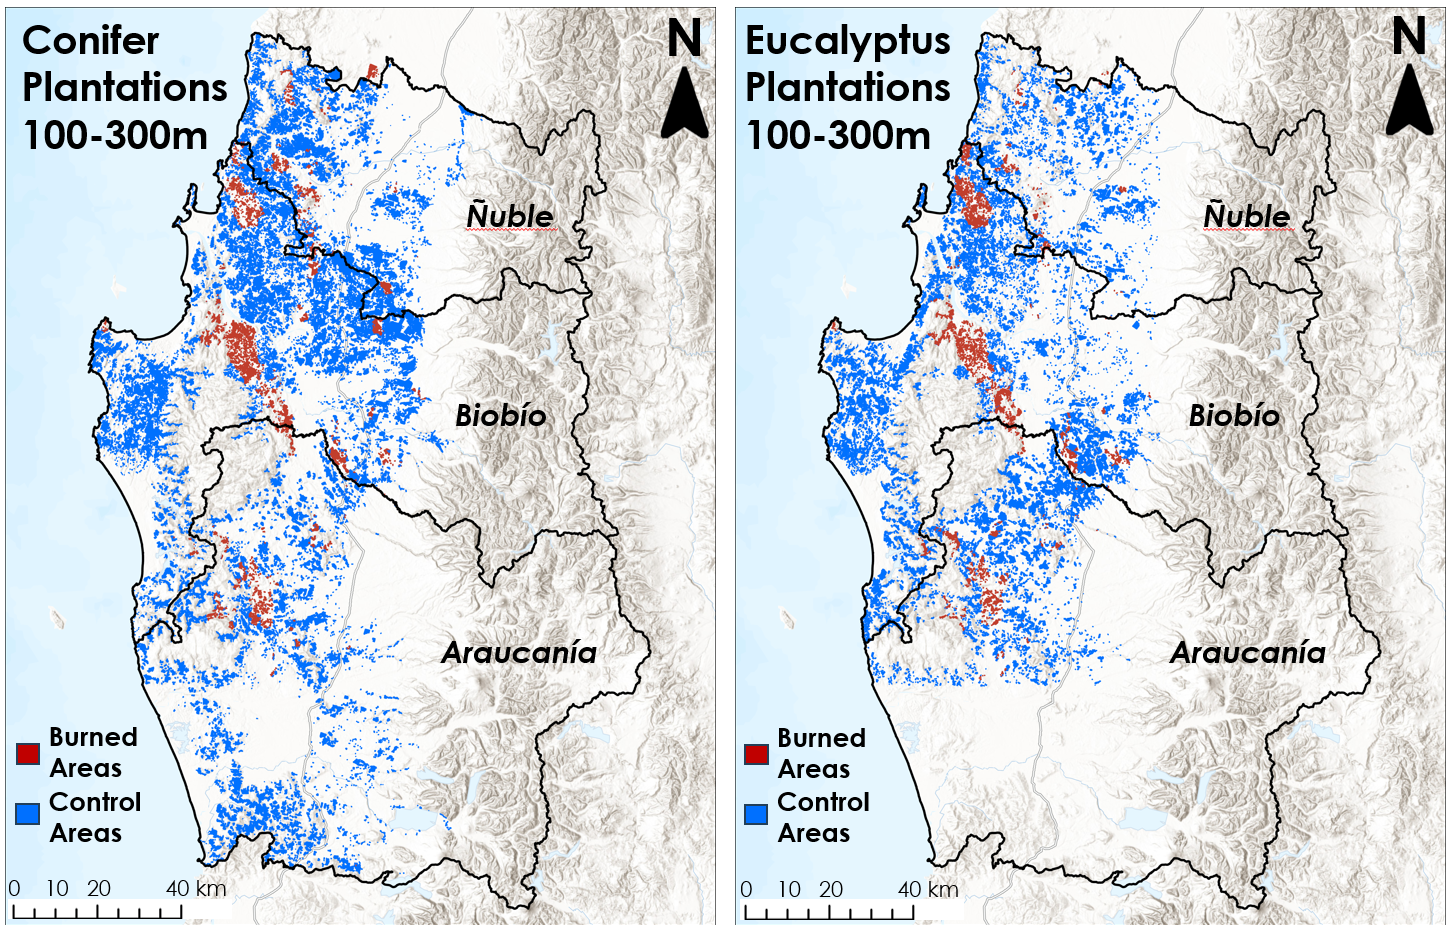 Conifer
Plantations
100-300m
N
Ñuble
Biobío
Araucanía
Burned
Areas
Control
Areas
0 10 20 40 km
Eucalyptus
Plantations
100-300m
N
Ñuble
Biobío
Araucanía
Burned
Areas
Control
Areas
0 10 20 40 km